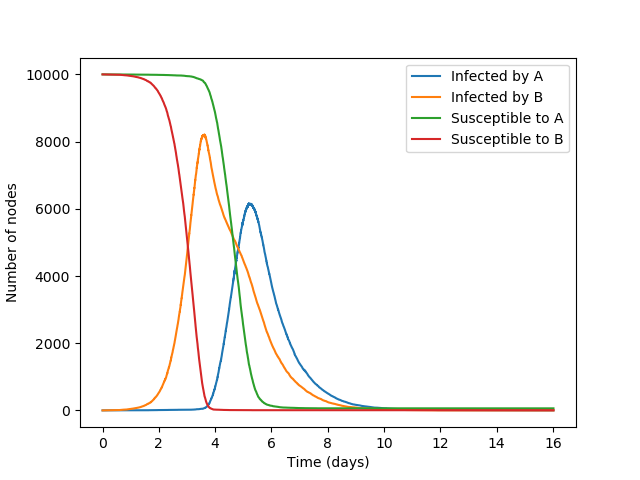 10000
8000
6000
4000
2000
0
Number of nodes
0 2 4 6 8 10 12 14 16
Time (days)
Infected by A
Infected by B
Susceptible to A
Susceptible to B